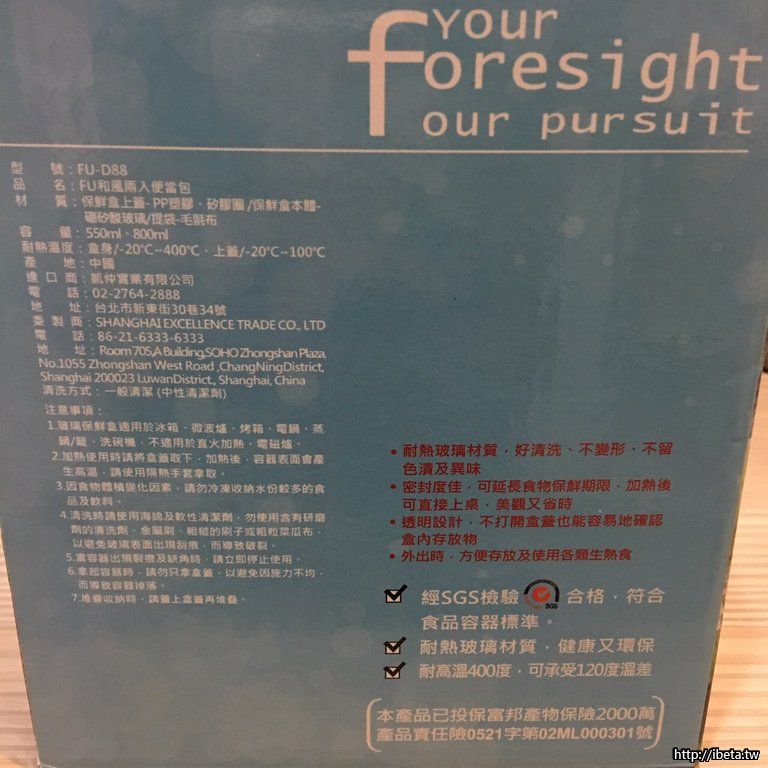 Your
foresight
our pursuit
型 號：FU-D88
品 名：FU和風兩入便當包
材 質：保鮮盒上蓋-PP塑膠、矽膠圈/保鮮盒本體-
硼矽酸玻璃/提袋-毛氈布
容 量：550ml、800ml
耐熱溫度：盒身/-20℃~400℃、上蓋/-20℃~100℃
產 地：中國
進 口 商：凱仲實業有限公司
電 話：02-2764-2888
地 址：台北市新東街30巷34號
委 製 商：SHANGHAI EXCELLENCE TRADE CO., LTD
電 話：86-21-6333-6333
地 址：Room 705,A Building,SOHO Zhongshan Plaza,
No.1055 Zhongshan West Road ,ChangNingDistrict,
Shanghai 200023 LuwanDistrict., Shanghai, China
清洗方式：一般清潔 (中性清潔劑)
注意事項：
1.玻璃保鮮盒適用於冰箱、微波爐、烤箱、電鍋、蒸
鍋/籠、洗碗機，不適用於直火加熱、電磁爐。
2.加熱使用時請將盒蓋取下，加熱後，容器表面會產
生高溫，請使用隔熱手套拿取。
3.因食物體積變化因素，請勿冷凍收納水份較多的食
品及飲料。
4.清洗時請使用海綿及軟性清潔劑，勿使用含有研磨
劑的清洗劑、金屬刷、粗糙的刷子或粗粒菜瓜布，
以避免玻璃表面出現刮痕，而導致破裂。
5.當容器出現裂痕及缺角時，請立即停止使用。
6.拿起容器時，請勿只拿盒蓋，以避免因施力不均，
而導致容器掉落。
7.堆疊收納時，請蓋上盒蓋再堆疊。
• 耐熱玻璃材質，好清洗、不變形、不留
色漬及異味
• 密封度佳，可延長食物保鮮期限，加熱後
可直接上桌，美觀又省時
• 透明設計，不打開盒蓋也能容易地確認
盒內存放物
• 外出時，方便存放及使用各類生熟食
經SGS檢驗 SGS 合格，符合
食品容器標準。
耐熱玻璃材質，健康又環保
耐高溫400度，可承受120度溫差
本產品已投保富邦產物保險2000萬
產品責任險0521字第02ML000301號
http://ibeta.tw